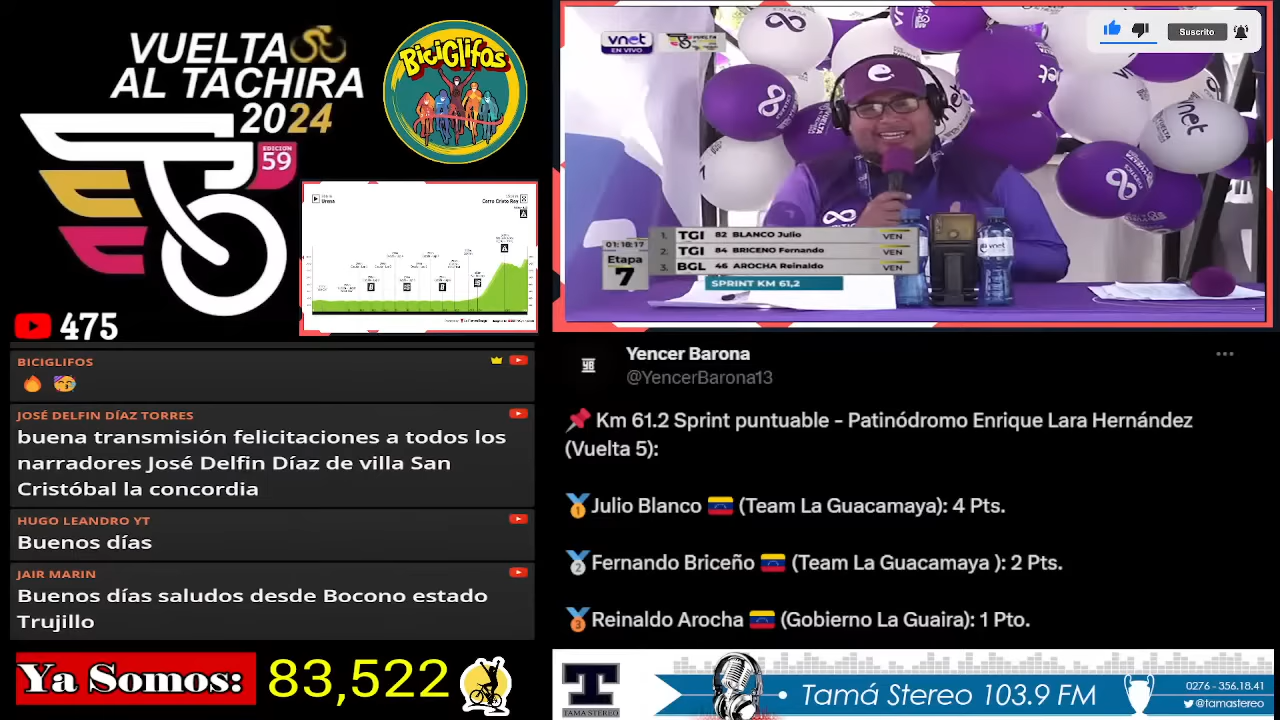 VUELTA
AL TACHIRA
2024
EDICION
59
BiciGlifos
475
Cerro Cristo Rey
BICIGLIFOS
JOSÉ DELFIN DÍAZ TORRES
buena transmisión felicitaciones a todos los
narradores José Delfin Díaz de villa San
Cristóbal la concordia
HUGO LEANDRO YT
Buenos días
JAIR MARIN
Buenos días saludos desde Bocono estado
Trujillo
Ya Somos: 83,522
vnet
EN VIVO
Suscrito
e
vnet
vnet
01:18:17
Etapa
7
1. TGI 82 BLANCO Julio VEN
2. TGI 84 BRICENO Fernando VEN
3. BGL 46 AROCHA Reinaldo VEN
SPRINT KM 61,2
Yencer Barona
@YencerBarona13
📌 Km 61.2 Sprint puntuable - Patinódromo Enrique Lara Hernández
(Vuelta 5):
🥇Julio Blanco 🇻🇪 (Team La Guacamaya): 4 Pts.
🥈Fernando Briceño 🇻🇪 (Team La Guacamaya ): 2 Pts.
🥉Reinaldo Arocha 🇻🇪 (Gobierno La Guaira): 1 Pto.
T
TAMA STEREO
Tamá Stereo 103.9 FM
0276 - 356.18.41
@tamastereo